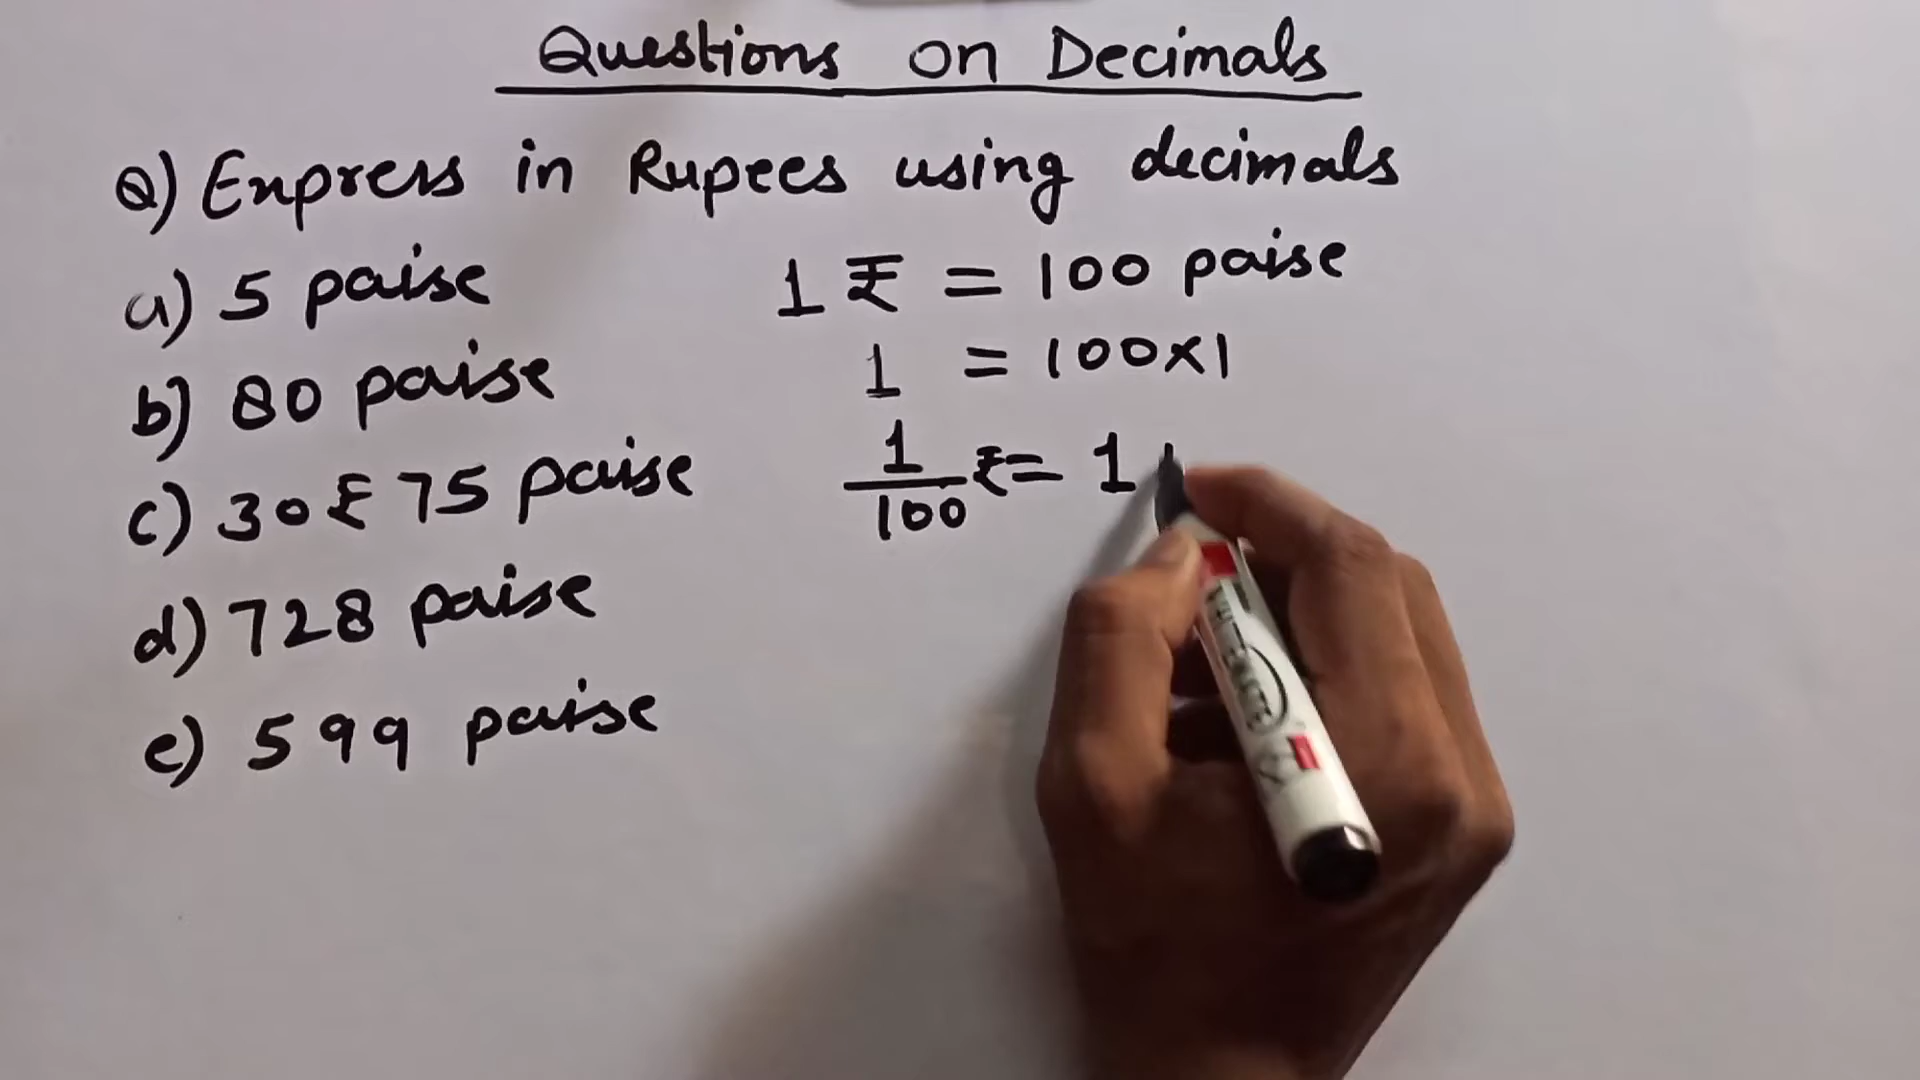 Questions on Decimals
Q) Express in Rupees using decimals
a) 5 paise
1 ₹ = 100 paise
b) 80 paise
1 = 100×1
c) 30 ₹ 75 paise
1/100 ₹ = 1
d) 728 paise
e) 599 paise